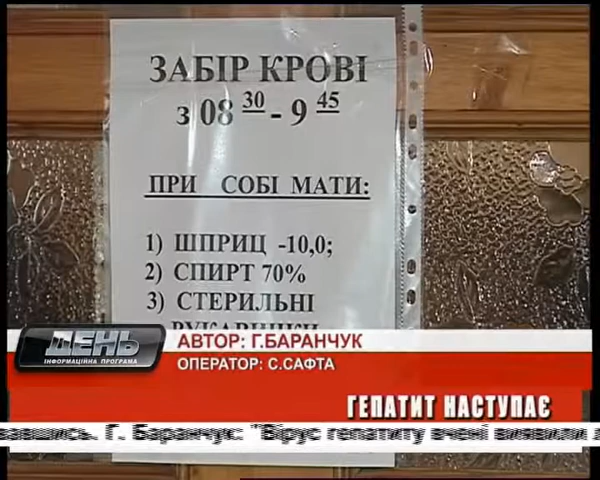 ЗАБІР КРОВІ
з 08 30 - 9 45
ПРИ СОБІ МАТИ:
1) ШПРИЦ -10,0;
2) СПИРТ 70%
3) СТЕРИЛЬНІ
РУКАВИЧКИ
ДЕНЬ
ІНФОРМАЦІЙНА ПРОГРАМА
АВТОР: Г.БАРАНЧУК
ОПЕРАТОР: С.САФТА
ГЕПАТИТ НАСТУПАЄ
Г. Баранчук: "Вірус гепатиту вчені виявили